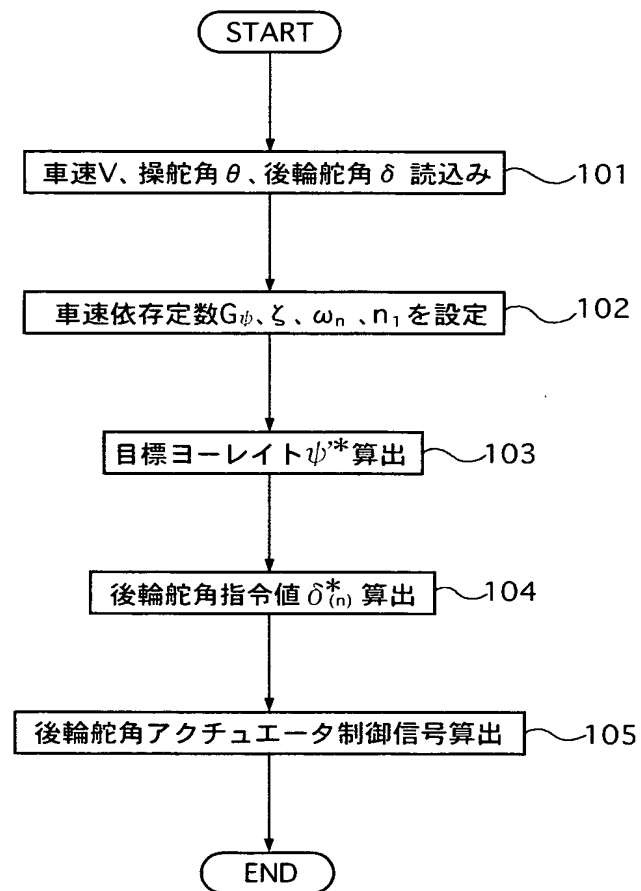 START
車速V、操舵角θ、後輪舵角δ 読込み
101
車速依存定数Gψ、ζ、ωn、n1を設定
102
目標ヨーレイトψ'*算出
103
後輪舵角指令値δ*(n) 算出
104
後輪舵角アクチュエータ制御信号算出
105
END